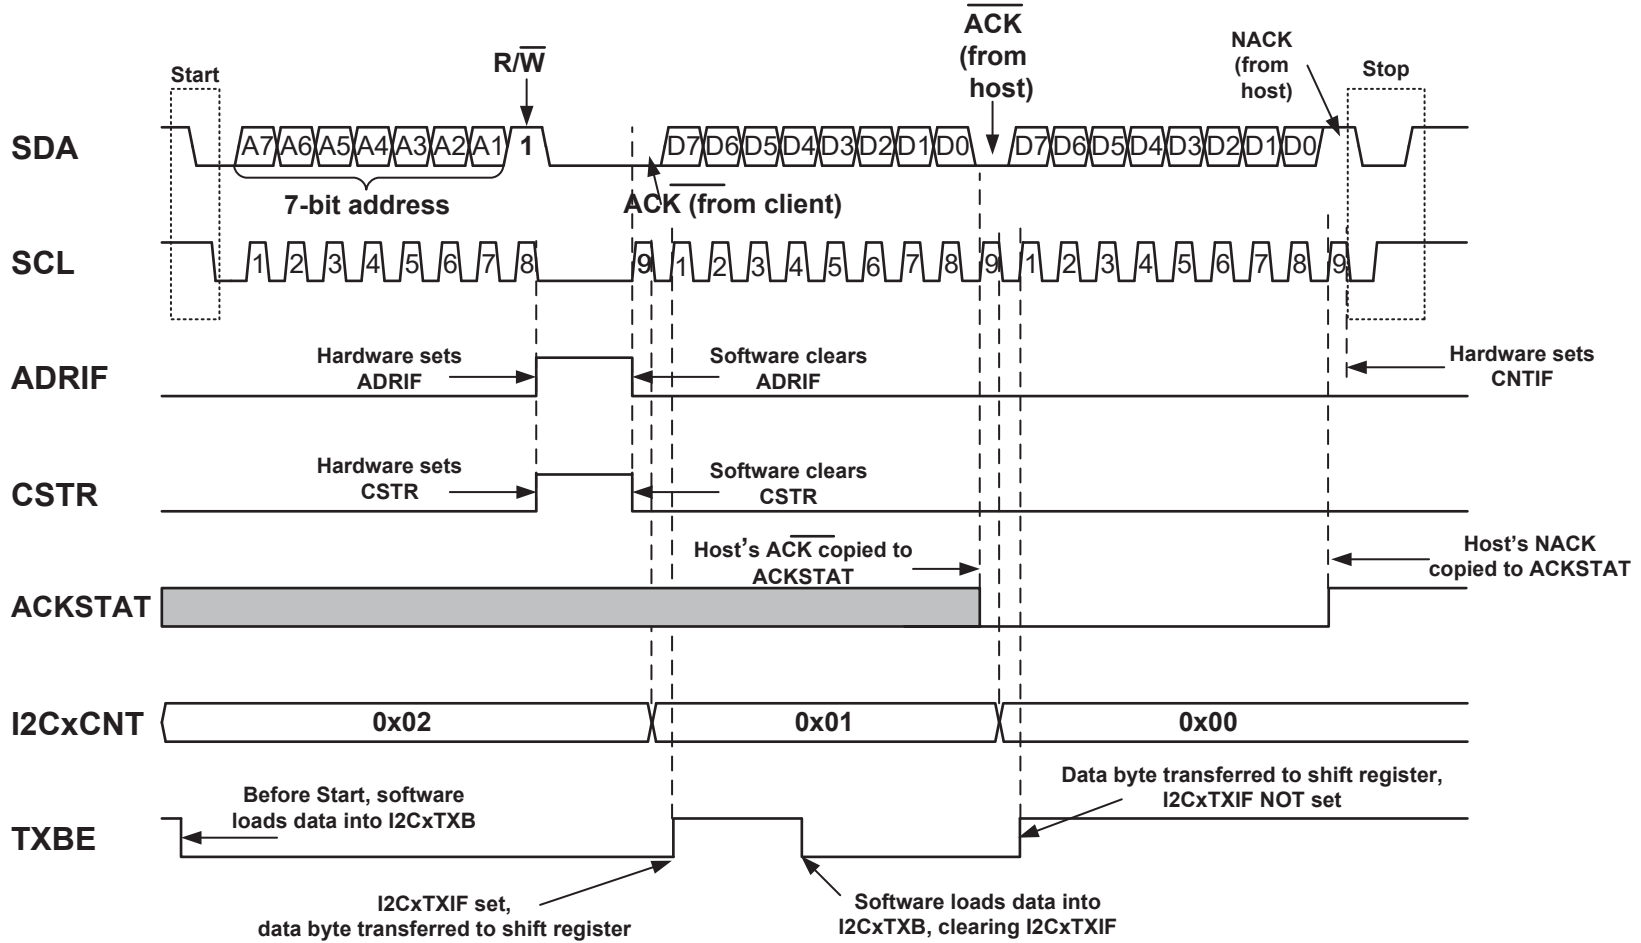 ACK
(from
host)
NACK
(from
host)
Start
R/W
Stop
SDA
A7 A6 A5 A4 A3 A2 A1 1 D7 D6 D5 D4 D3 D2 D1 D0 D7 D6 D5 D4 D3 D2 D1 D0
7-bit address
ACK (from client)
SCL
1 2 3 4 5 6 7 8 9 1 2 3 4 5 6 7 8 9 1 2 3 4 5 6 7 8 9
ADRIF
Hardware sets
ADRIF
Software clears
ADRIF
Hardware sets
CNTIF
CSTR
Hardware sets
CSTR
Software clears
CSTR
ACKSTAT
Host's ACK copied to
ACKSTAT
Host's NACK
copied to ACKSTAT
I2CxCNT
0x02 0x01 0x00
TXBE
Before Start, software
loads data into I2CxTXB
Data byte transferred to shift register,
I2CxTXIF NOT set
I2CxTXIF set,
data byte transferred to shift register
Software loads data into
I2CxTXB, clearing I2CxTXIF